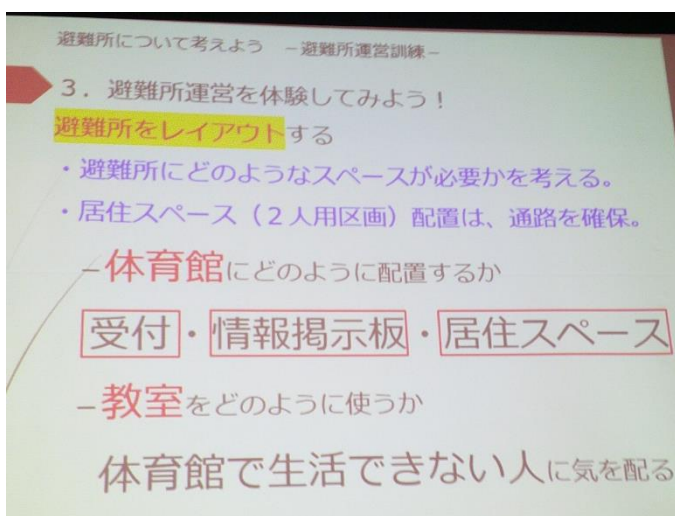 避難所について考えよう －避難所運営訓練－
３．避難所運営を体験してみよう！
避難所をレイアウトする
・避難所にどのようなスペースが必要かを考える。
・居住スペース（２人用区画）配置は、通路を確保。
－体育館にどのように配置するか
受付・情報掲示板・居住スペース
－教室をどのように使うか
体育館で生活できない人に気を配る